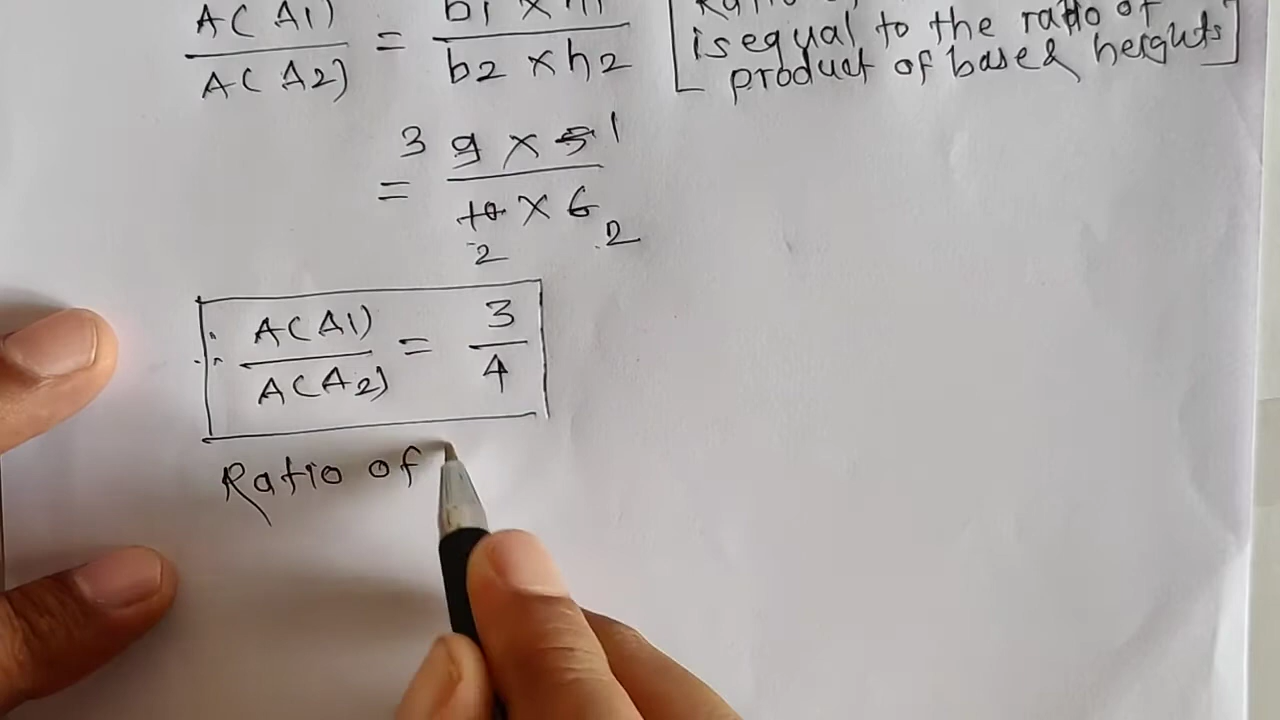 A(A1) = b1 × h1
A(A2) b2 × h2
is equal to the ratio of
product of base & heights]
3 9 × 5 1
=
10 × 6
2 2
∴ A(A1) = 3
A(A2) 4
Ratio of